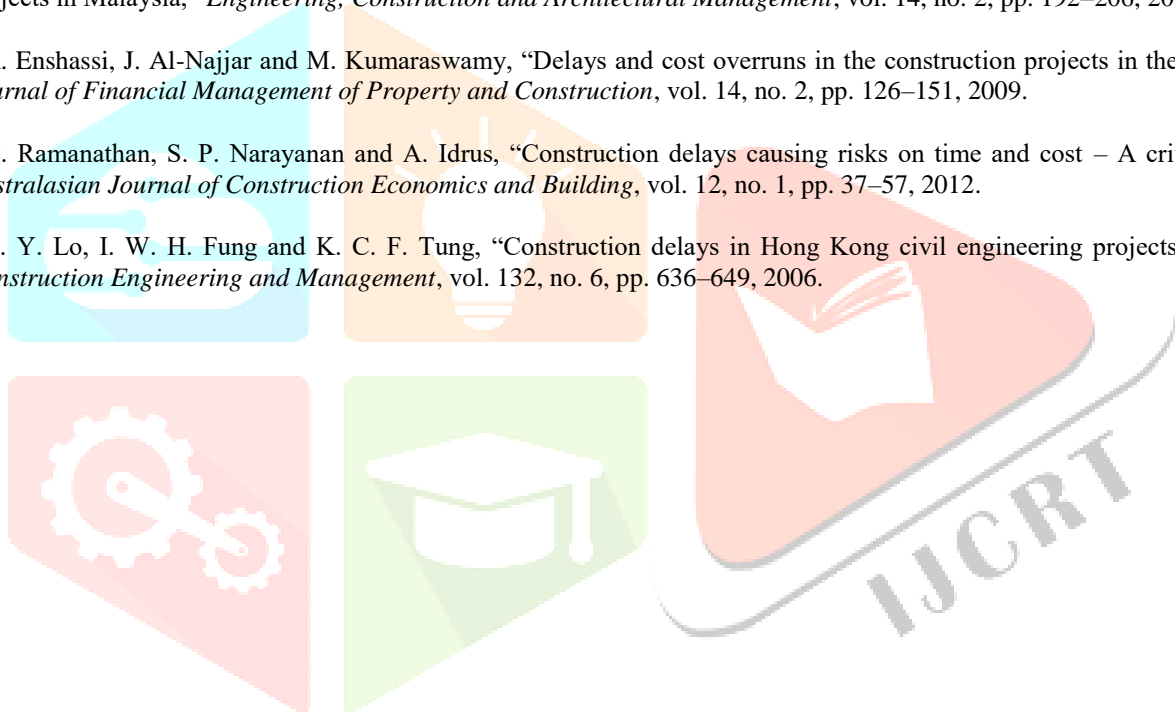 jects in Malaysia,” Engineering, Construction and Architectural Management, vol. 14, no. 2, pp. 192–206, 20
. Enshassi, J. Al-Najjar and M. Kumaraswamy, “Delays and cost overruns in the construction projects in the
urnal of Financial Management of Property and Construction, vol. 14, no. 2, pp. 126–151, 2009.
. Ramanathan, S. P. Narayanan and A. Idrus, “Construction delays causing risks on time and cost – A cri
stralasian Journal of Construction Economics and Building, vol. 12, no. 1, pp. 37–57, 2012.
. Y. Lo, I. W. H. Fung and K. C. F. Tung, “Construction delays in Hong Kong civil engineering projects
nstruction Engineering and Management, vol. 132, no. 6, pp. 636–649, 2006.
IJCRT